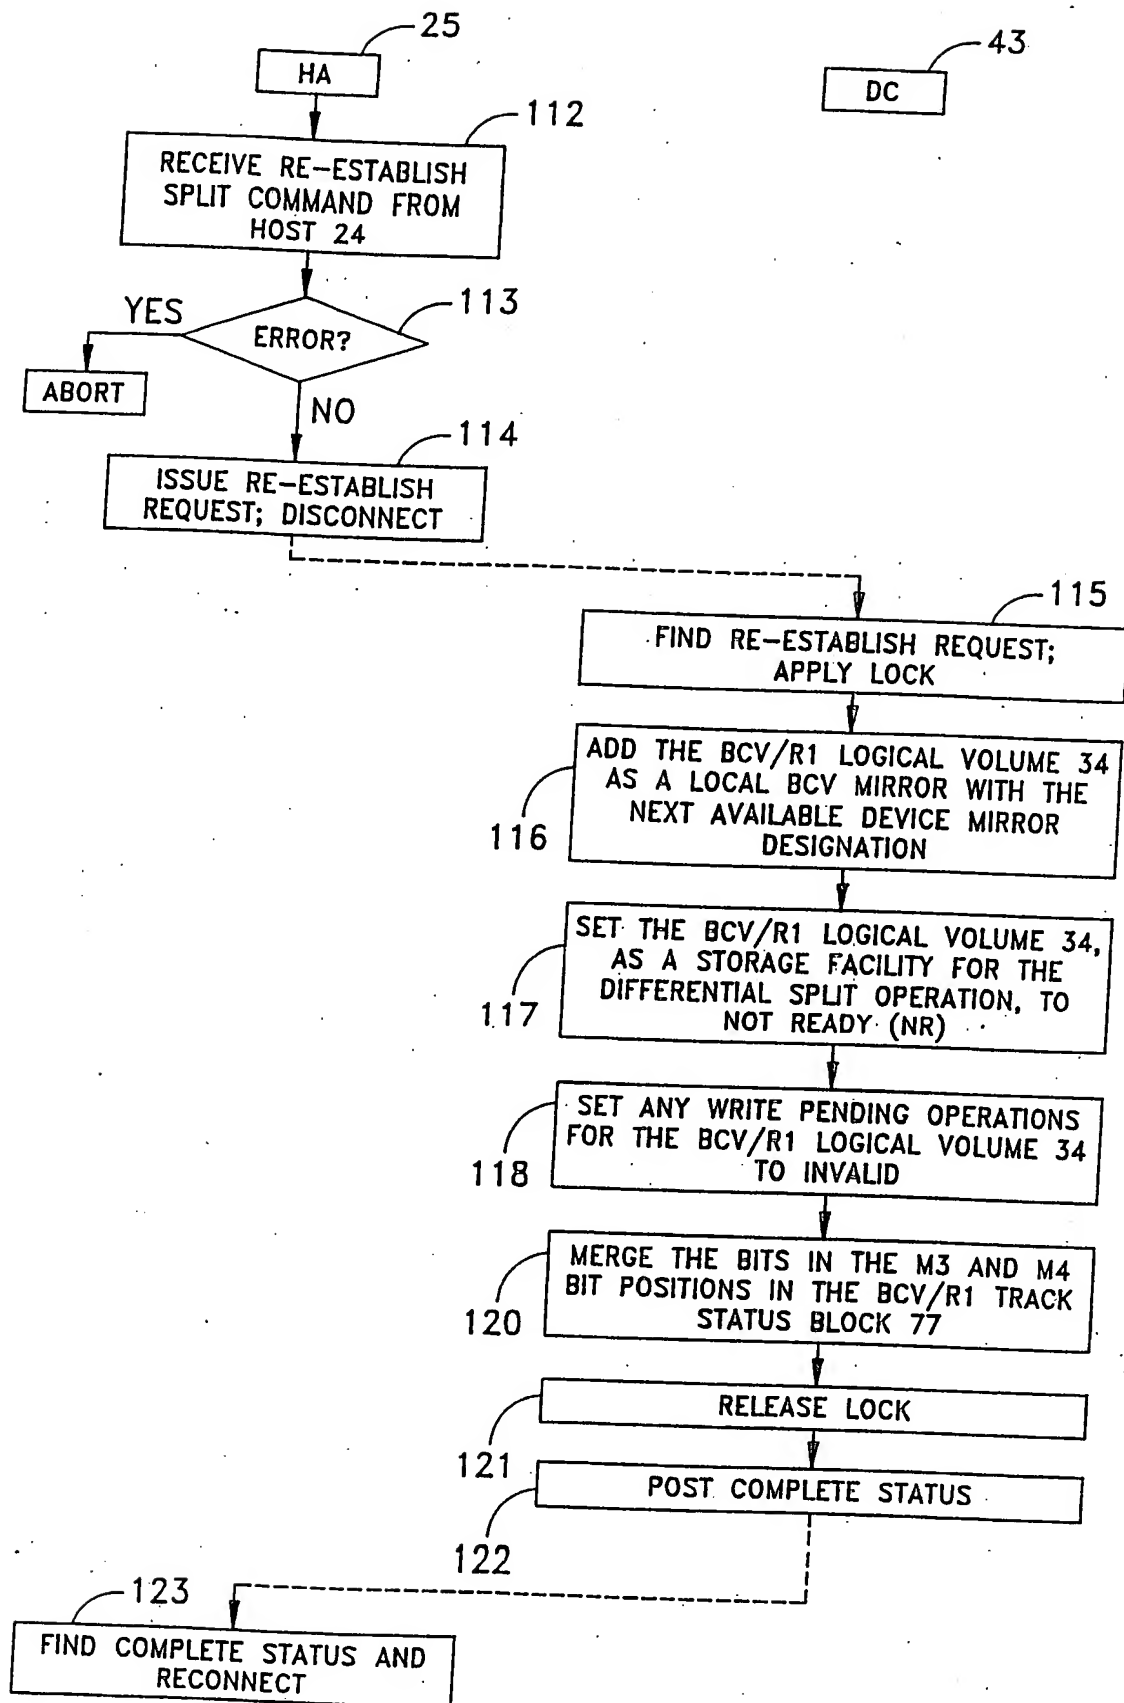 25
HA
43
DC
112
RECEIVE RE-ESTABLISH
SPLIT COMMAND FROM
HOST 24
113
YES
ERROR?
ABORT
NO
114
ISSUE RE-ESTABLISH
REQUEST; DISCONNECT
115
FIND RE-ESTABLISH REQUEST;
APPLY LOCK
ADD THE BCV/R1 LOGICAL VOLUME 34
AS A LOCAL BCV MIRROR WITH THE
NEXT AVAILABLE DEVICE MIRROR
DESIGNATION
116
SET THE BCV/R1 LOGICAL VOLUME 34,
AS A STORAGE FACILITY FOR THE
DIFFERENTIAL SPLIT OPERATION, TO
NOT READY (NR)
117
SET ANY WRITE PENDING OPERATIONS
FOR THE BCV/R1 LOGICAL VOLUME 34
TO INVALID
118
MERGE THE BITS IN THE M3 AND M4
BIT POSITIONS IN THE BCV/R1 TRACK
STATUS BLOCK 77
120
RELEASE LOCK
121
POST COMPLETE STATUS
122
123
FIND COMPLETE STATUS AND
RECONNECT